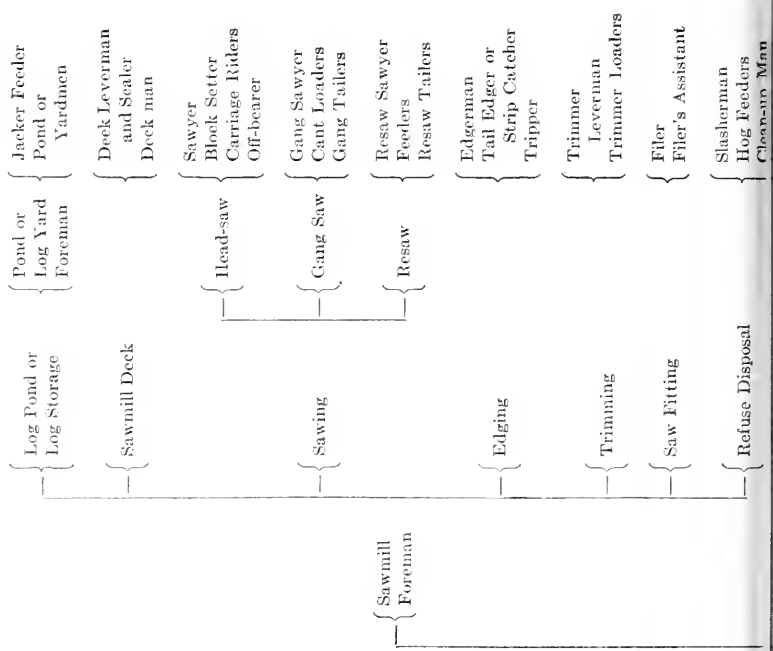 Sawmill
Foreman
Log Pond or
Log Storage
Sawmill Deck
Sawing
Edging
Trimming
Saw Fitting
Refuse Disposal
Pond or
Log Yard
Foreman
Head-saw
Gang Saw
Resaw
Jacker Feeder
Pond or
Yardmen
Deck Leverman
and Scaler
Deck man
Sawyer
Block Setter
Carriage Riders
Off-bearer
Gang Sawyer
Cant Loaders
Gang Tailers
Resaw Sawyer
Feeders
Resaw Tailers
Edgerman
Tail Edger or
Strip Catcher
Tripper
Trimmer
Leverman
Trimmer Loaders
Filer
Filer's Assistant
Slasherman
Hog Feeders
Clean-up Man